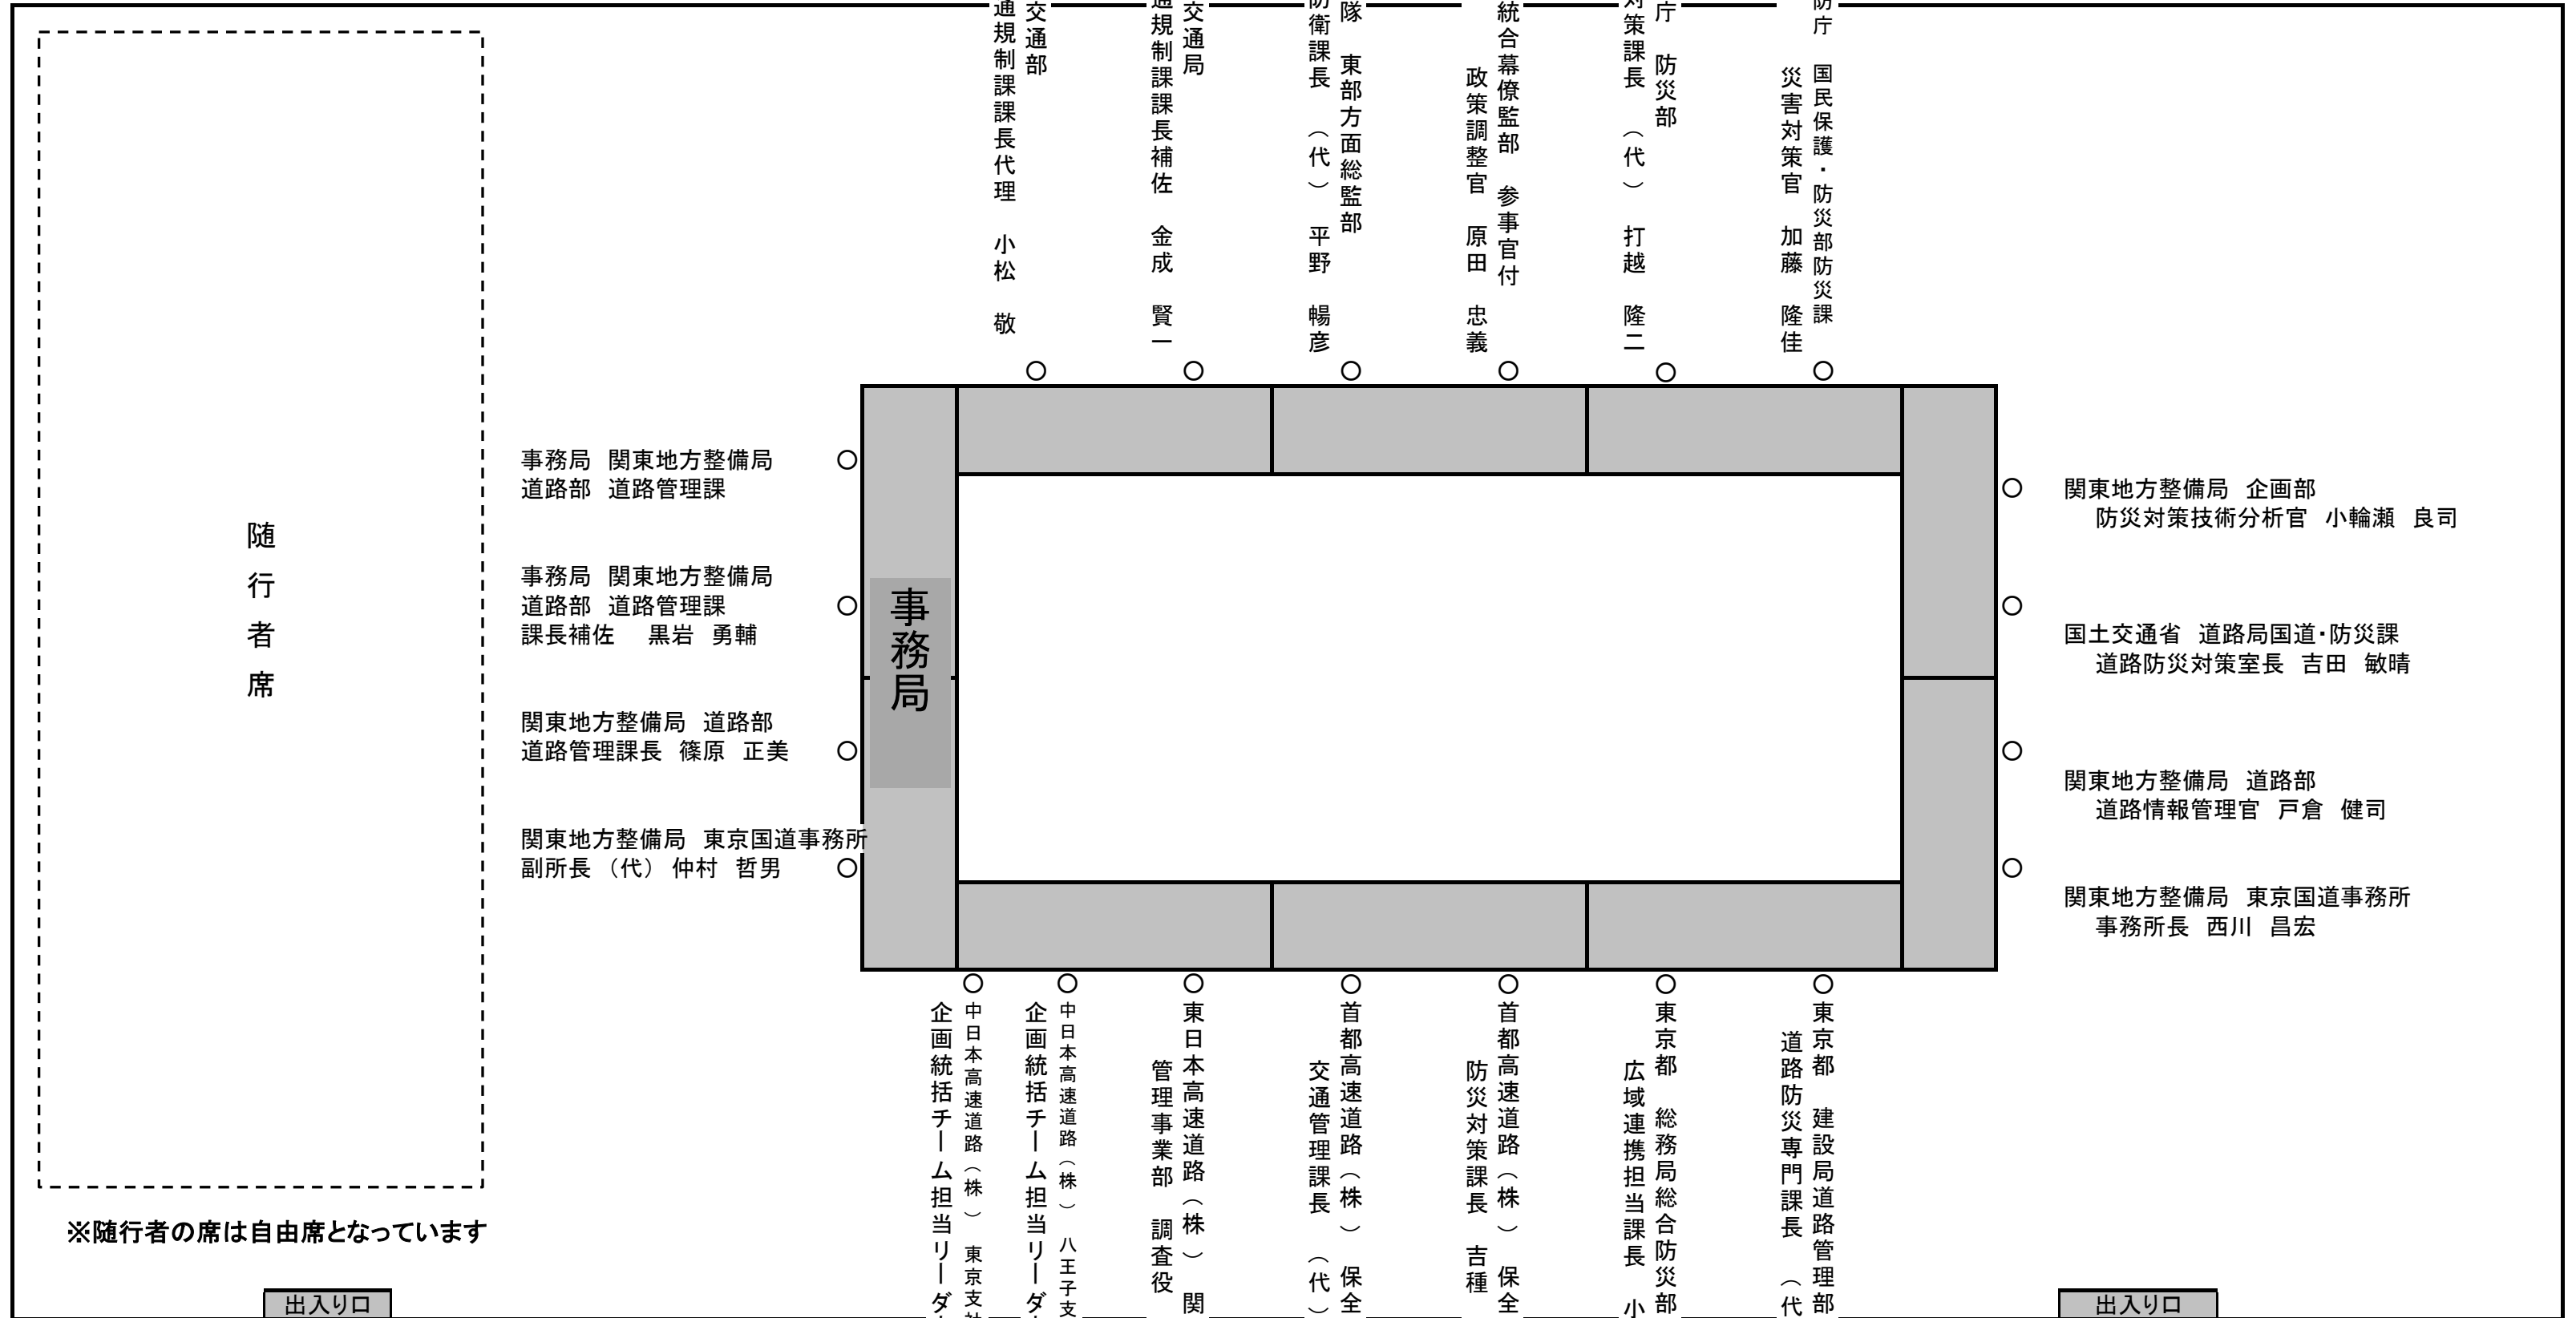 交通部
通規制課課長代理　小松　敬
交通局
通規制課課長補佐　金成　賢一
隊　東部方面総監部
防衛課長　（代）　平野　暢彦
統合幕僚監部　参事官付
政策調整官　原田　忠義
庁　防災部
対策課長　（代）　打越　隆二
防庁　国民保護・防災部防災課
災害対策官　加藤　隆佳
随行者席
事務局　関東地方整備局
道路部　道路管理課
事務局　関東地方整備局
道路部　道路管理課
課長補佐　黒岩　勇輔
関東地方整備局　道路部
道路管理課長　篠原　正美
関東地方整備局　東京国道事務所
副所長（代）仲村　哲男
事務局
関東地方整備局　企画部
防災対策技術分析官　小輪瀬　良司
国土交通省　道路局国道・防災課
道路防災対策室長　吉田　敏晴
関東地方整備局　道路部
道路情報管理官　戸倉　健司
関東地方整備局　東京国道事務所
事務所長　西川　昌宏
中日本高速道路（株）　東京支社
企画統括チーム担当リーダ
中日本高速道路（株）　八王子支
企画統括チーム担当リーダ
東日本高速道路（株）　関
管理事業部　調査役
首都高速道路（株）　保全
交通管理課長　（代）
首都高速道路（株）　保全
防災対策課長　吉種
東京都　総務局総合防災部
広域連携担当課長　小
東京都　建設局道路管理部
道路防災専門課長　（代
※随行者の席は自由席となっています
出入り口
出入り口